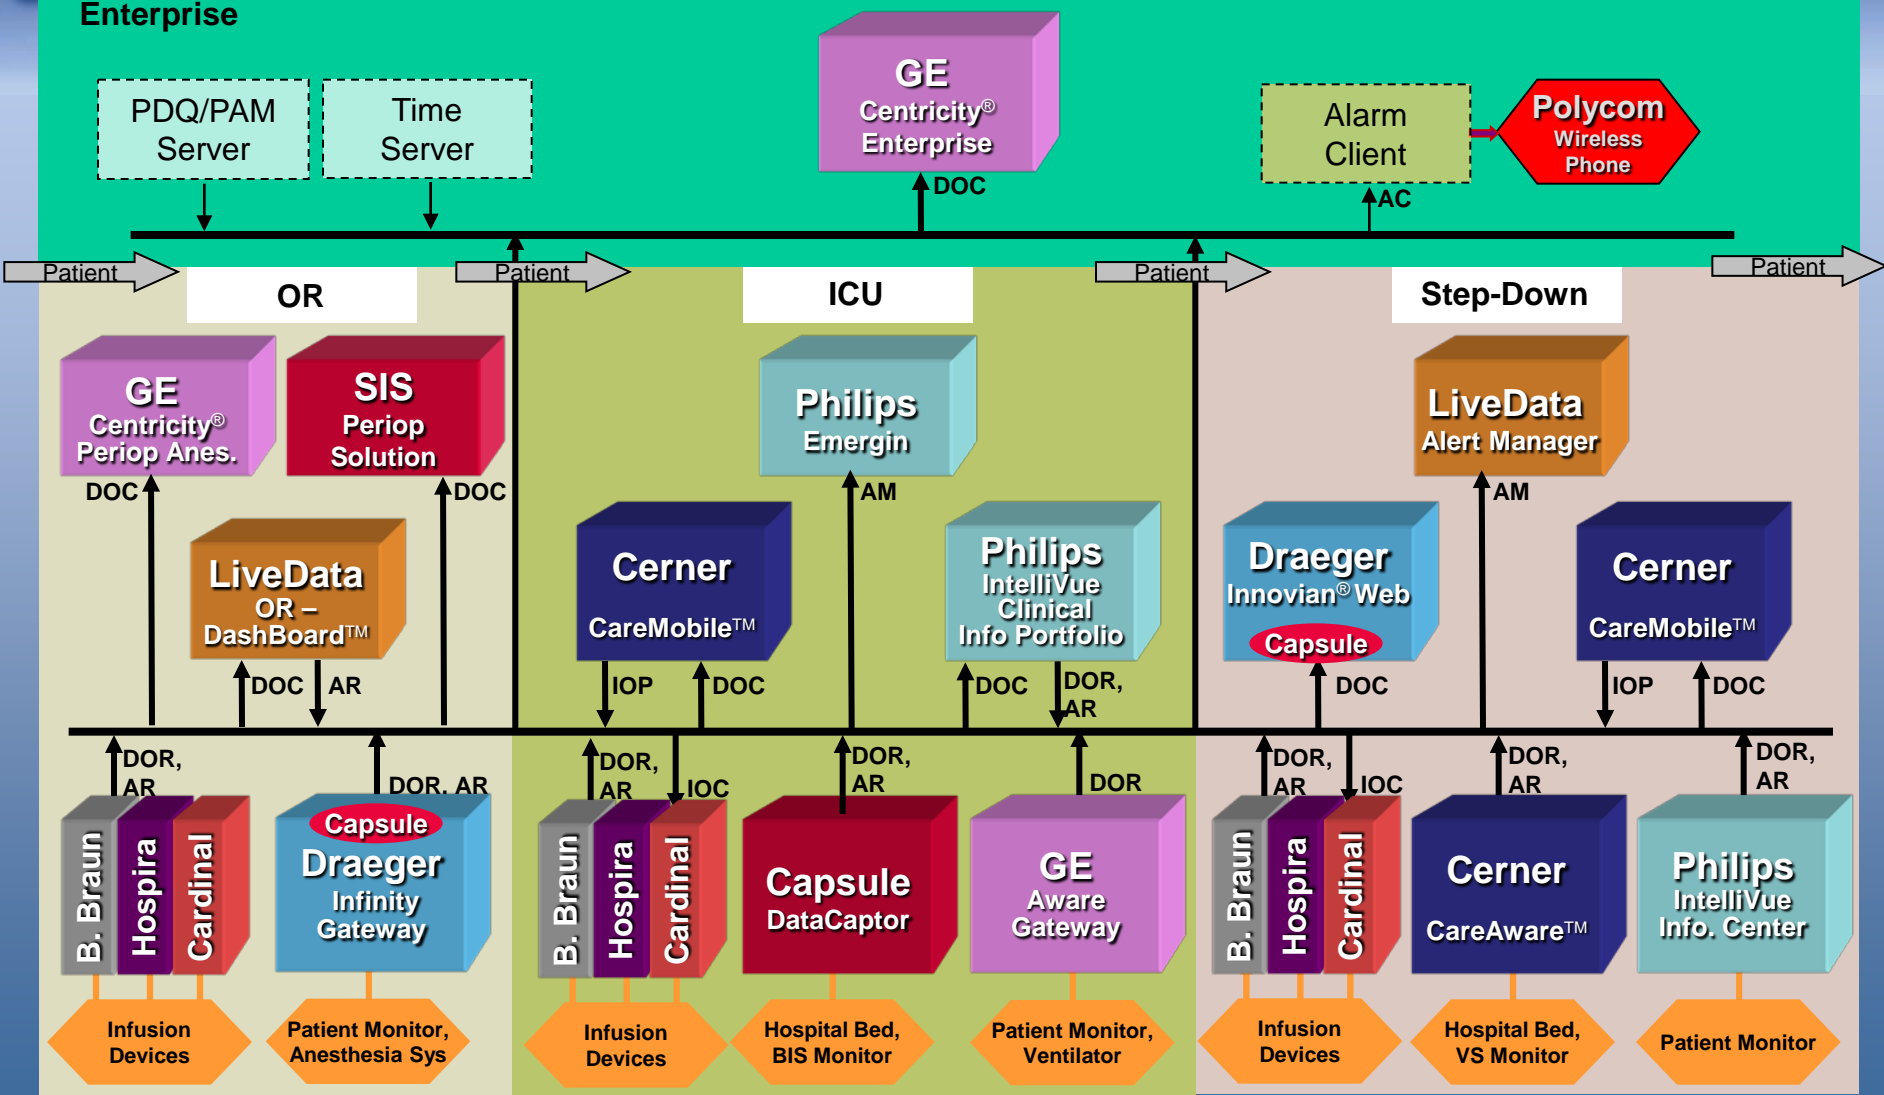 Enterprise
PDQ/PAM
Server
Time
Server
GE
Centricity®
Enterprise
DOC
Alarm
Client
AC
Polycom
Wireless
Phone
Patient
Patient
Patient
Patient
OR
ICU
Step-Down
GE
Centricity®
Periop Anes.
DOC
SIS
Periop
Solution
DOC
LiveData
OR –
DashBoard™
DOC
AR
Philips
Emergin
AM
Cerner
CareMobile™
IOP
DOC
Philips
IntelliVue
Clinical
Info Portfolio
DOC
DOR,
AR
LiveData
Alert Manager
AM
Draeger
Innovian® Web
Capsule
DOC
Cerner
CareMobile™
IOP
DOC
DOR,
AR
B. Braun
Hospira
Cardinal
Infusion
Devices
DOR, AR
Capsule
Draeger
Infinity
Gateway
Patient Monitor,
Anesthesia Sys
DOR,
AR
IOC
B. Braun
Hospira
Cardinal
Infusion
Devices
DOR,
AR
Capsule
DataCaptor
Hospital Bed,
BIS Monitor
DOR
GE
Aware
Gateway
Patient Monitor,
Ventilator
DOR,
AR
IOC
B. Braun
Hospira
Cardinal
Infusion
Devices
DOR,
AR
Cerner
CareAware™
Hospital Bed,
VS Monitor
DOR,
AR
Philips
IntelliVue
Info. Center
Patient Monitor